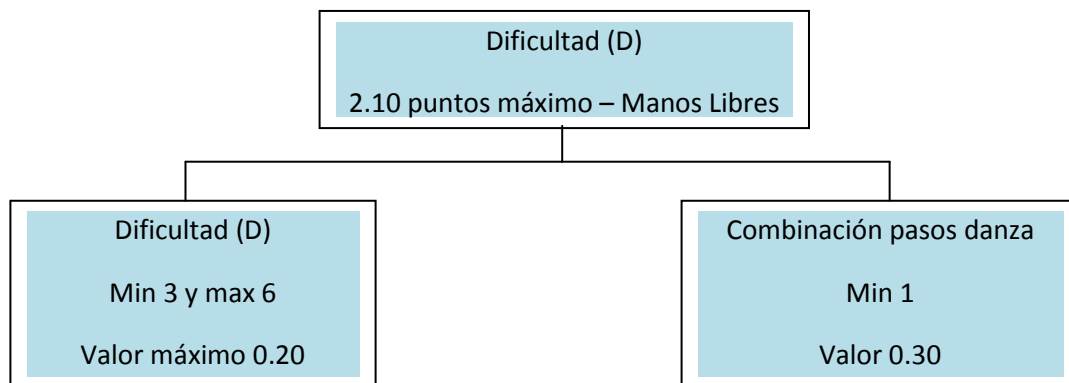 Dificultad (D)
2.10 puntos máximo – Manos Libres
Dificultad (D)
Min 3 y max 6
Valor máximo 0.20
Combinación pasos danza
Min 1
Valor 0.30